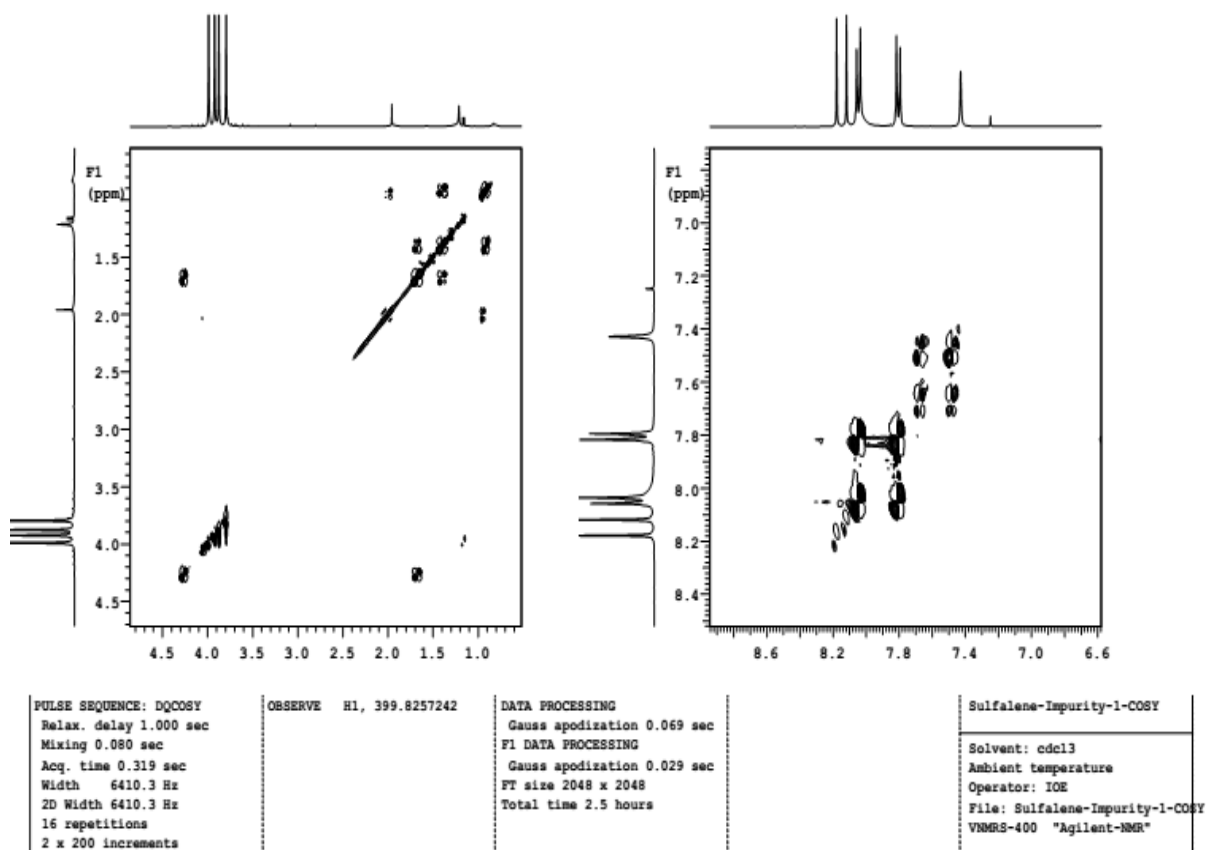 F1
(ppm)
1.5
2.0
2.5
3.0
3.5
4.0
4.5
4.5 4.0 3.5 3.0 2.5 2.0 1.5 1.0
F1
(ppm)
7.0
7.2
7.4
7.6
7.8
8.0
8.2
8.4
8.6 8.2 7.8 7.4 7.0 6.6
PULSE SEQUENCE: DQCOSY
Relax. delay 1.000 sec
Mixing 0.080 sec
Acq. time 0.319 sec
Width 6410.3 Hz
2D Width 6410.3 Hz
16 repetitions
2 x 200 increments
OBSERVE H1, 399.8257242
DATA PROCESSING
Gauss apodization 0.069 sec
F1 DATA PROCESSING
Gauss apodization 0.029 sec
FT size 2048 x 2048
Total time 2.5 hours
Sulfalene-Impurity-1-COSY
Solvent: cdcl3
Ambient temperature
Operator: IOE
File: Sulfalene-Impurity-1-COSY
VNMRS-400 "Agilent-NMR"